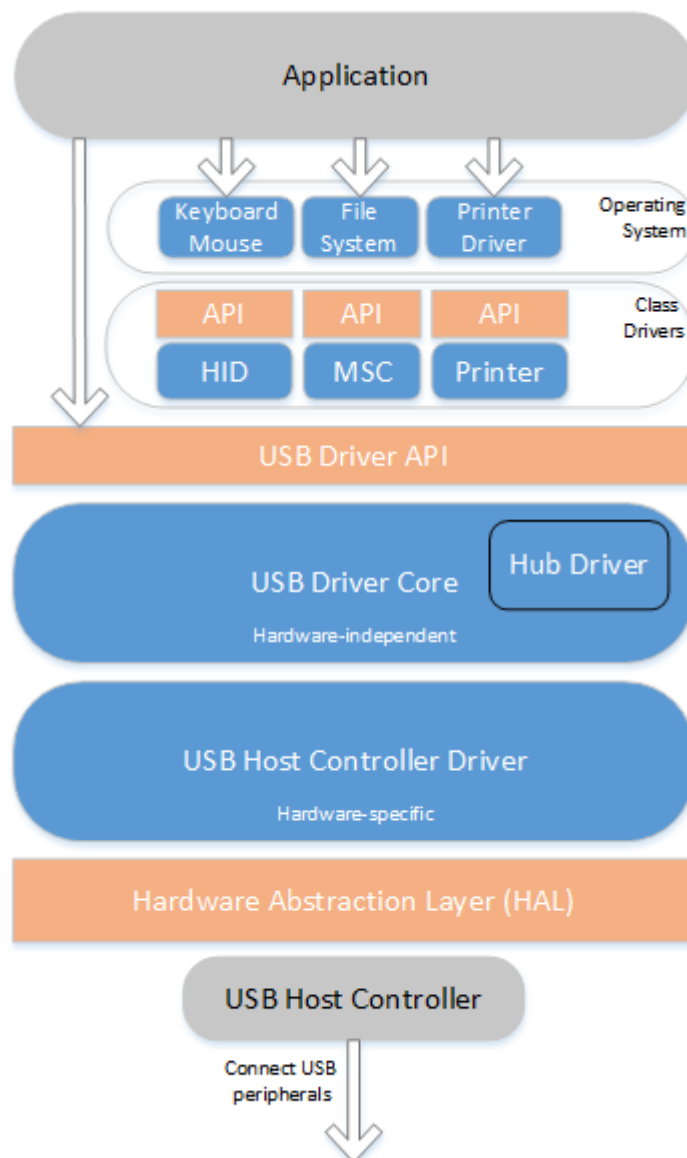 Application
Keyboard
Mouse
File
System
Printer
Driver
Operating
System
API
API
API
Class
Drivers
HID
MSC
Printer
USB Driver API
Hub Driver
USB Driver Core
Hardware-independent
USB Host Controller Driver
Hardware-specific
Hardware Abstraction Layer (HAL)
USB Host Controller
Connect USB
peripherals